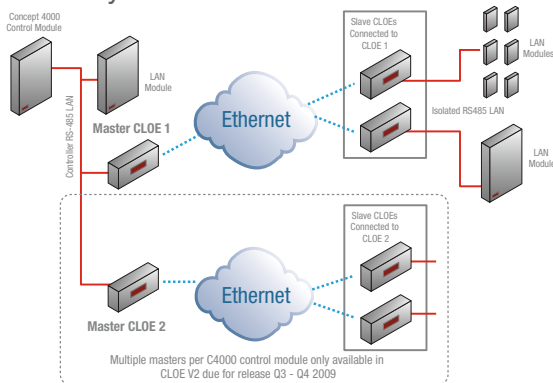 Concept 4000
Control Module
LAN
Module
Controller RS-485 LAN
Master CLOE 1
Ethernet
Slave CLOEs
Connected to
CLOE 1
LAN
Modules
Isolated RS485 LAN
LAN
Module
Master CLOE 2
Ethernet
Slave CLOEs
Connected to
CLOE 2
Multiple masters per C4000 control module only available in
CLOE V2 due for release Q3 - Q4 2009